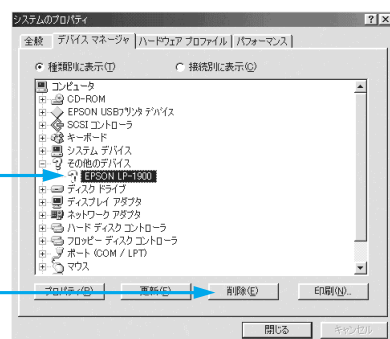 システムのプロパティ
全般 デバイス マネージャ ハードウェア プロファイル パフォーマンス
種類別に表示(T) 接続別に表示(C)
コンピュータ
CD-ROM
EPSON USBプリンタ デバイス
SCSI コントローラ
キーボード
システム デバイス
その他のデバイス
EPSON LP-1900
ディスク ドライブ
ディスプレイ アダプタ
ネットワーク アダプタ
ハード ディスク コントローラ
フロッピー ディスク コントローラ
ポート (COM / LPT)
マウス
プロパティ(R) 更新(F) 削除(E) 印刷(N)...
閉じる キャンセル